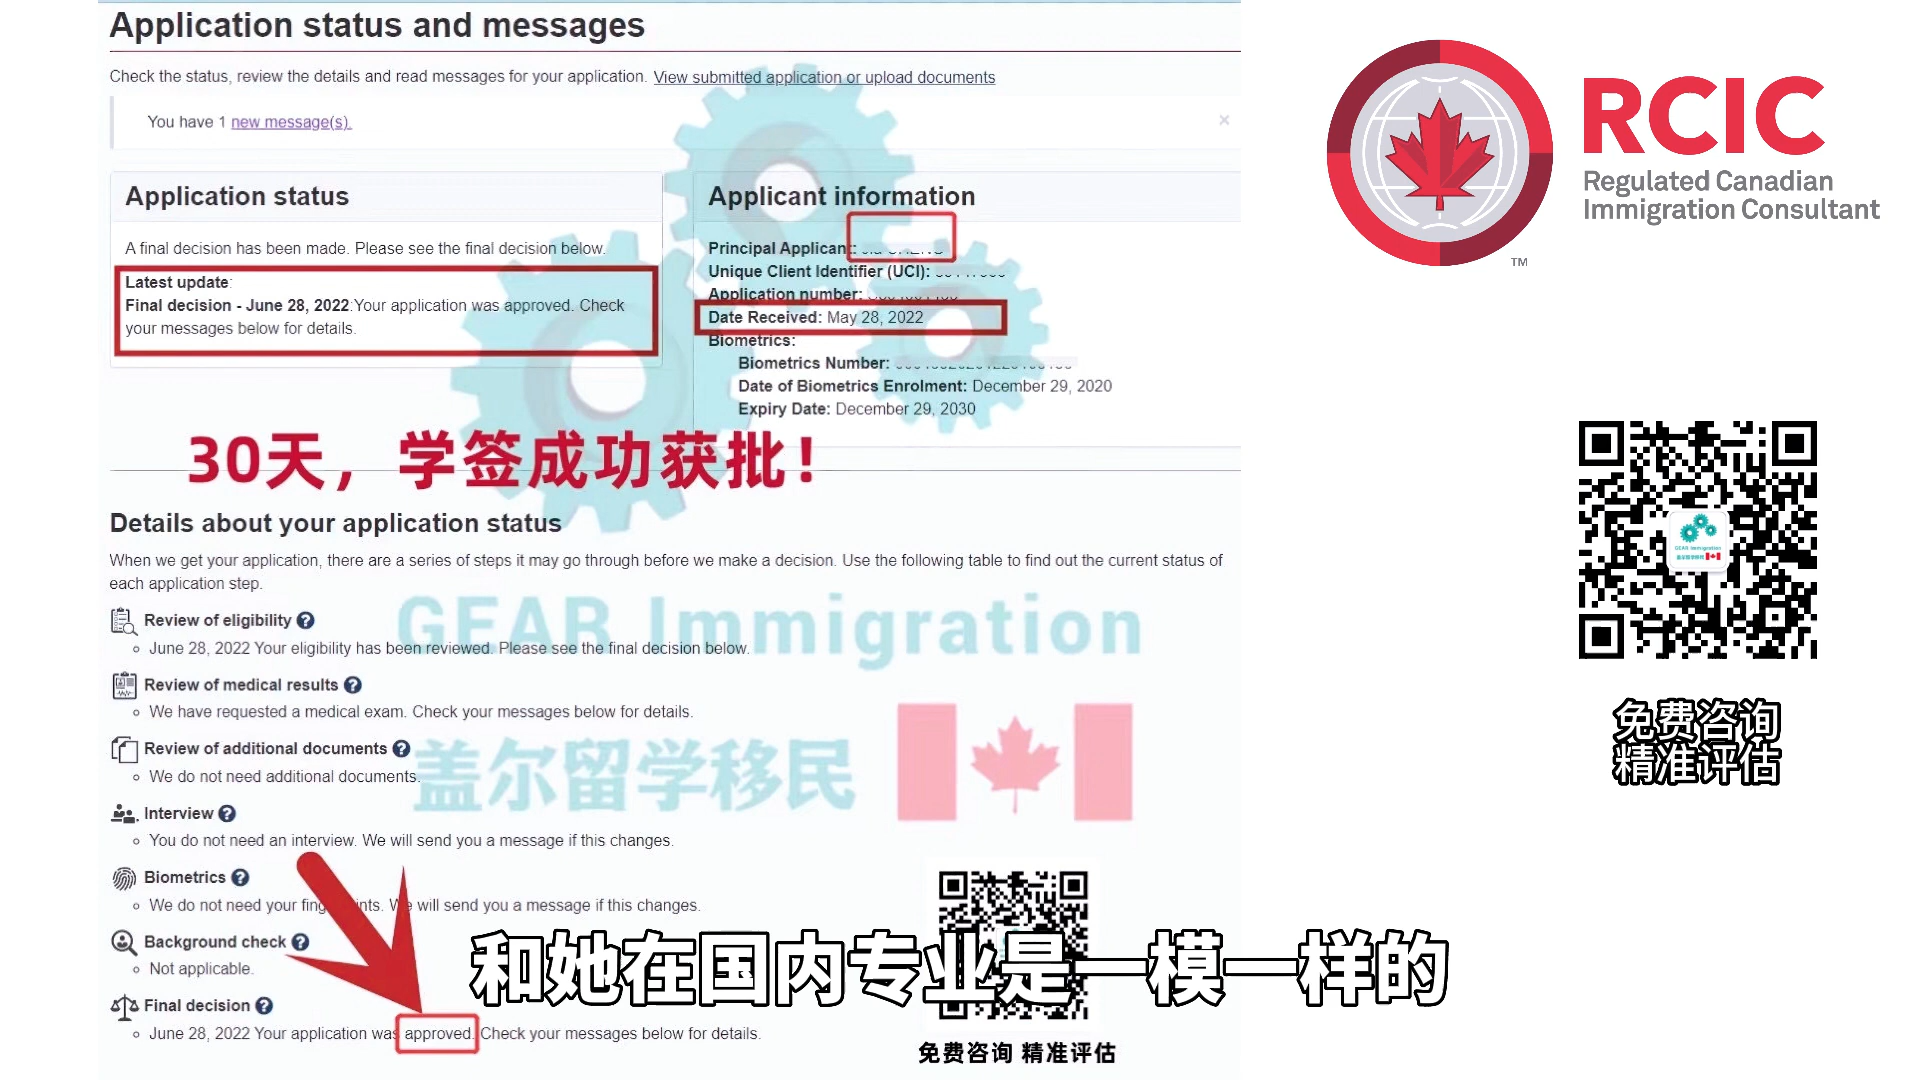 Application status and messages
Check the status, review the details and read messages for your application. View submitted application or upload documents
You have 1 new message(s).
×
Application status
A final decision has been made. Please see the final decision below.
Latest update:
Final decision - June 28, 2022:Your application was approved. Check
your messages below for details.
Applicant information
Principal Applicant:
Unique Client Identifier (UCI):
Application number:
Date Received: May 28, 2022
Biometrics:
Biometrics Number:
Date of Biometrics Enrolment: December 29, 2020
Expiry Date: December 29, 2030
30天，学签成功获批！
Details about your application status
When we get your application, there are a series of steps it may go through before we make a decision. Use the following table to find out the current status of
each application step.
Review of eligibility ?
June 28, 2022 Your eligibility has been reviewed. Please see the final decision below.
GEAR Immigration
Review of medical results ?
We have requested a medical exam. Check your messages below for details.
Review of additional documents ?
We do not need additional documents.
盖尔留学移民
Interview ?
You do not need an interview. We will send you a message if this changes.
Biometrics ?
We do not need your fingerprints. We will send you a message if this changes.
Background check ?
Not applicable.
Final decision ?
June 28, 2022 Your application was approved. Check your messages below for details.
和她在国内专业是一模一样的
免费咨询 精准评估
RCIC
Regulated Canadian
Immigration Consultant
TM
GEAR Immigration
盖尔留学移民
免费咨询
精准评估